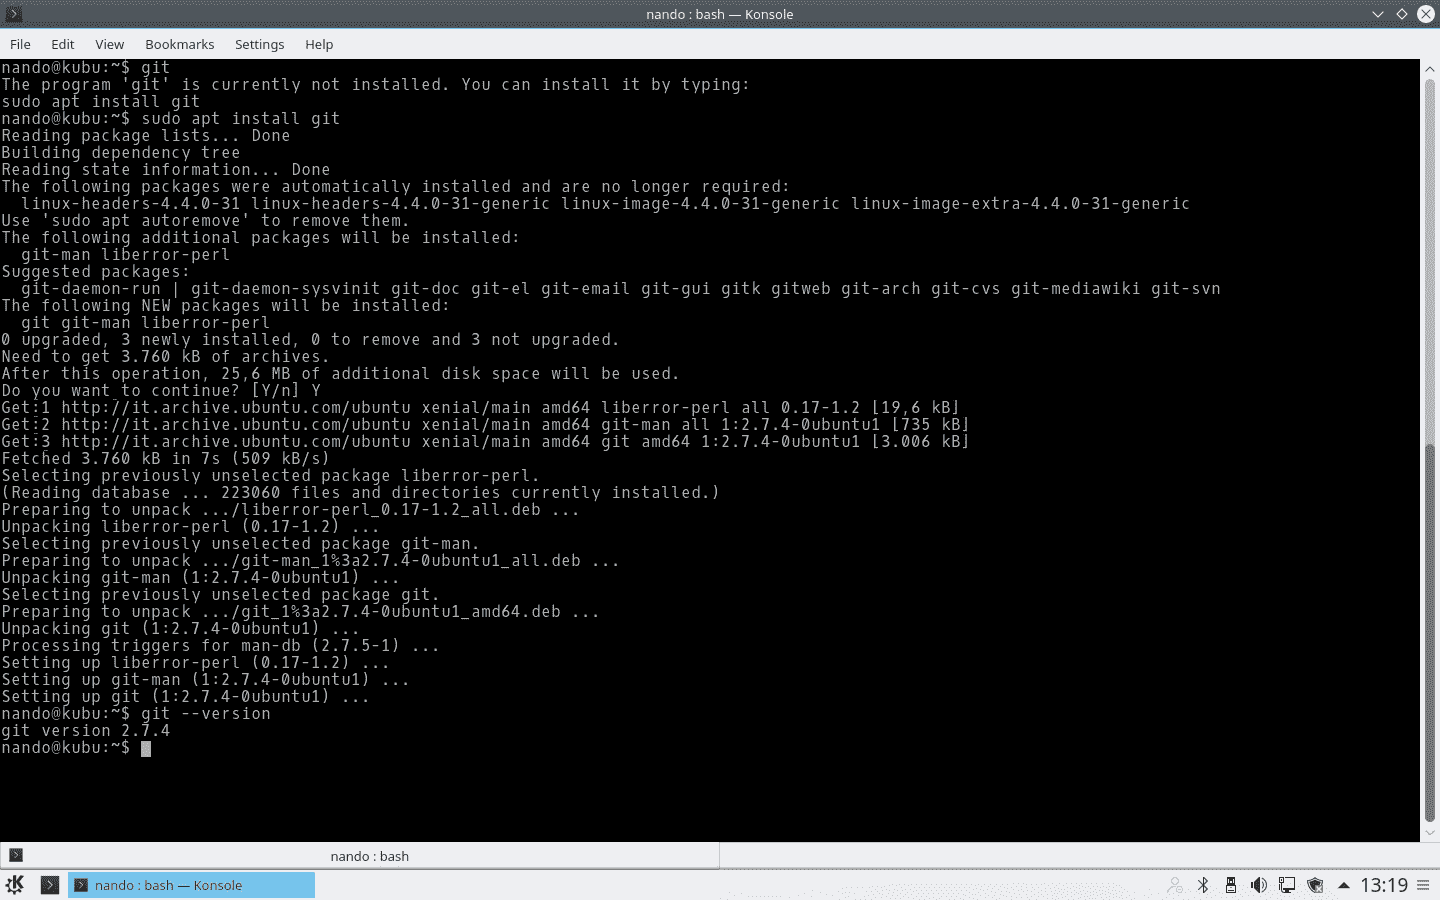 nando : bash — Konsole
File Edit View Bookmarks Settings Help
nando@kubu:~$ git
The program 'git' is currently not installed. You can install it by typing:
sudo apt install git
nando@kubu:~$ sudo apt install git
Reading package lists... Done
Building dependency tree
Reading state information... Done
The following packages were automatically installed and are no longer required:
  linux-headers-4.4.0-31 linux-headers-4.4.0-31-generic linux-image-4.4.0-31-generic linux-image-extra-4.4.0-31-generic
Use 'sudo apt autoremove' to remove them.
The following additional packages will be installed:
  git-man liberror-perl
Suggested packages:
  git-daemon-run | git-daemon-sysvinit git-doc git-el git-email git-gui gitk gitweb git-arch git-cvs git-mediawiki git-svn
The following NEW packages will be installed:
  git git-man liberror-perl
0 upgraded, 3 newly installed, 0 to remove and 3 not upgraded.
Need to get 3.760 kB of archives.
After this operation, 25,6 MB of additional disk space will be used.
Do you want to continue? [Y/n] Y
Get:1 http://it.archive.ubuntu.com/ubuntu xenial/main amd64 liberror-perl all 0.17-1.2 [19,6 kB]
Get:2 http://it.archive.ubuntu.com/ubuntu xenial/main amd64 git-man all 1:2.7.4-0ubuntu1 [735 kB]
Get:3 http://it.archive.ubuntu.com/ubuntu xenial/main amd64 git amd64 1:2.7.4-0ubuntu1 [3.006 kB]
Fetched 3.760 kB in 7s (509 kB/s)
Selecting previously unselected package liberror-perl.
(Reading database ... 223060 files and directories currently installed.)
Preparing to unpack .../liberror-perl_0.17-1.2_all.deb ...
Unpacking liberror-perl (0.17-1.2) ...
Selecting previously unselected package git-man.
Preparing to unpack .../git-man_1%3a2.7.4-0ubuntu1_all.deb ...
Unpacking git-man (1:2.7.4-0ubuntu1) ...
Selecting previously unselected package git.
Preparing to unpack .../git_1%3a2.7.4-0ubuntu1_amd64.deb ...
Unpacking git (1:2.7.4-0ubuntu1) ...
Processing triggers for man-db (2.7.5-1) ...
Setting up liberror-perl (0.17-1.2) ...
Setting up git-man (1:2.7.4-0ubuntu1) ...
Setting up git (1:2.7.4-0ubuntu1) ...
nando@kubu:~$ git --version
git version 2.7.4
nando@kubu:~$
nando : bash
nando : bash — Konsole 13:19